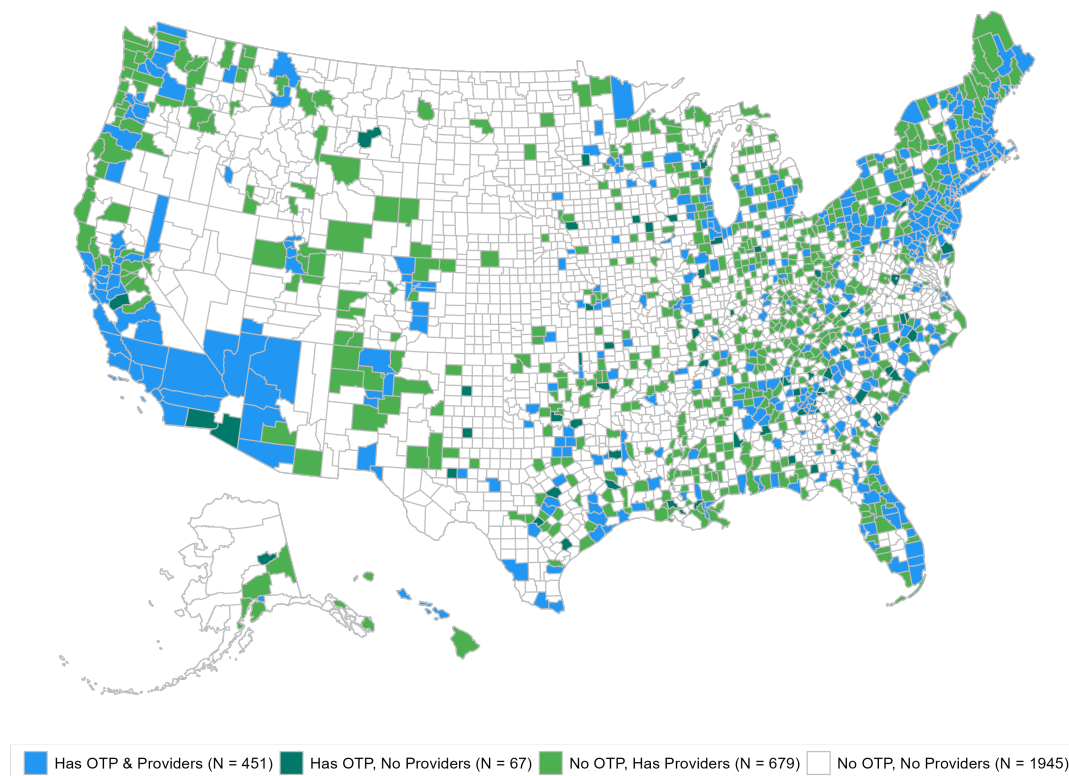 Has OTP & Providers (N = 451) Has OTP, No Providers (N = 67) No OTP, Has Providers (N = 679) No OTP, No Providers (N = 1945)